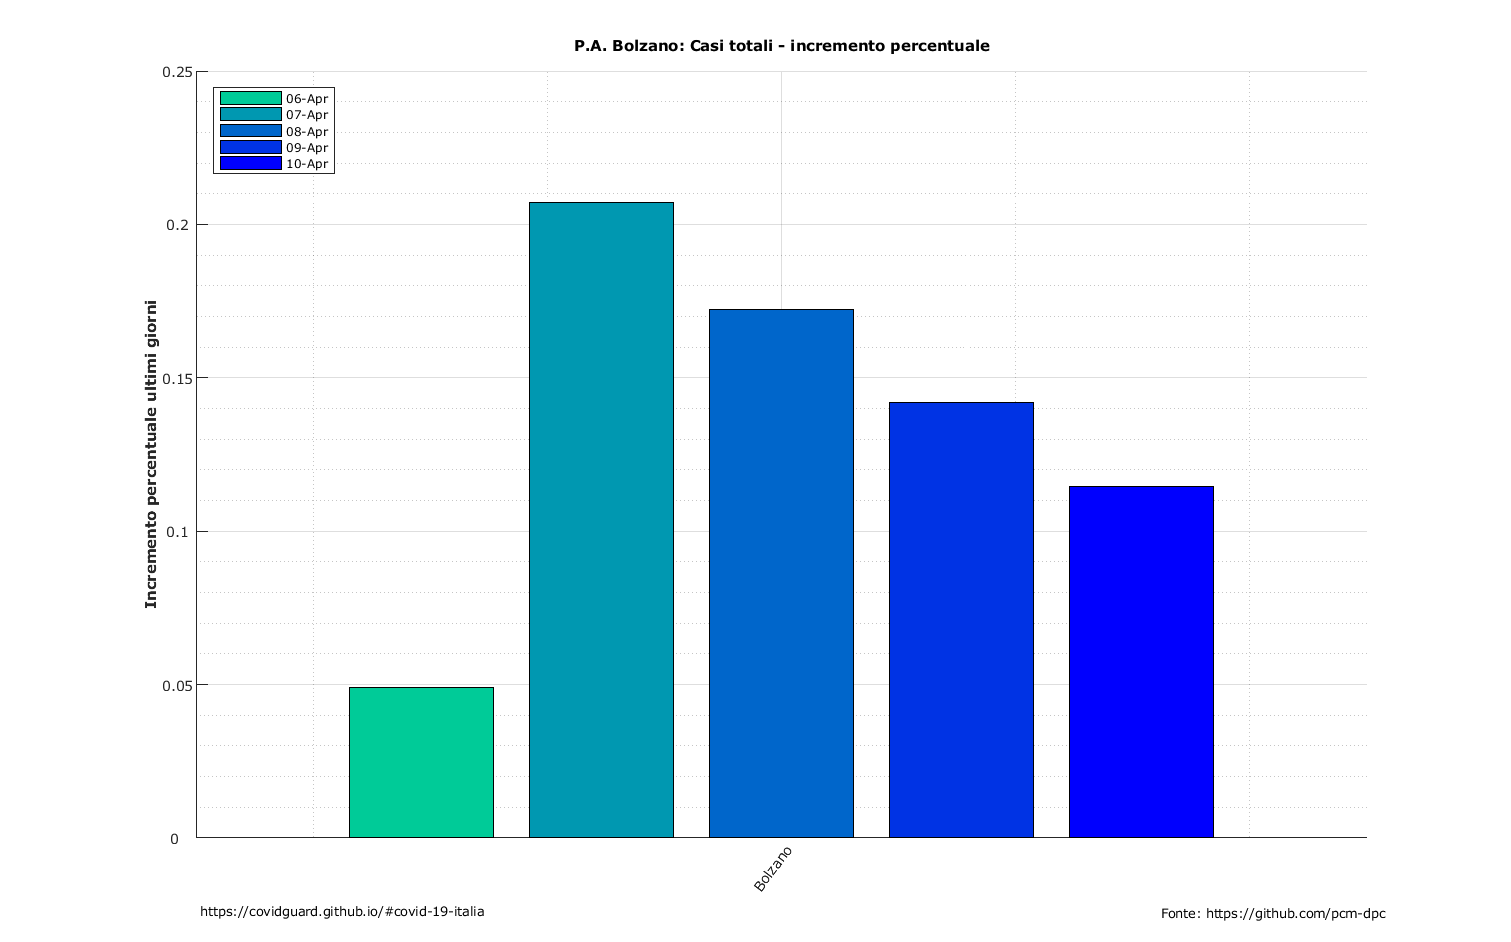 P.A. Bolzano: Casi totali - incremento percentuale
0.25
0.2
0.15
0.1
0.05
0
Incremento percentuale ultimi giorni
06-Apr
07-Apr
08-Apr
09-Apr
10-Apr
Bolzano
https://covidguard.github.io/#covid-19-italia
Fonte: https://github.com/pcm-dpc